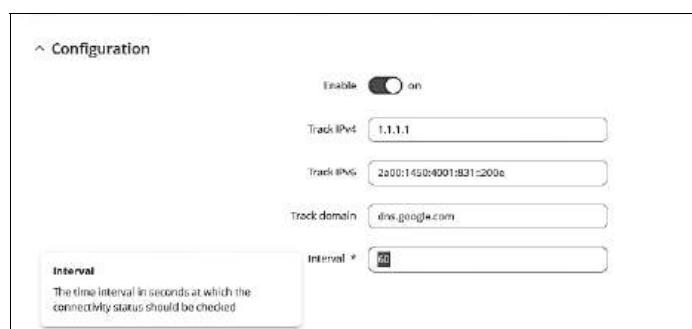 Configuration
Enable on
Track IPv4 1.1.1.1
Track IPv6 2a00:1450:4001:831::200e
Track domain dns.google.com
Interval * 60
Interval
The time interval in seconds at which the
connectivity status should be checked